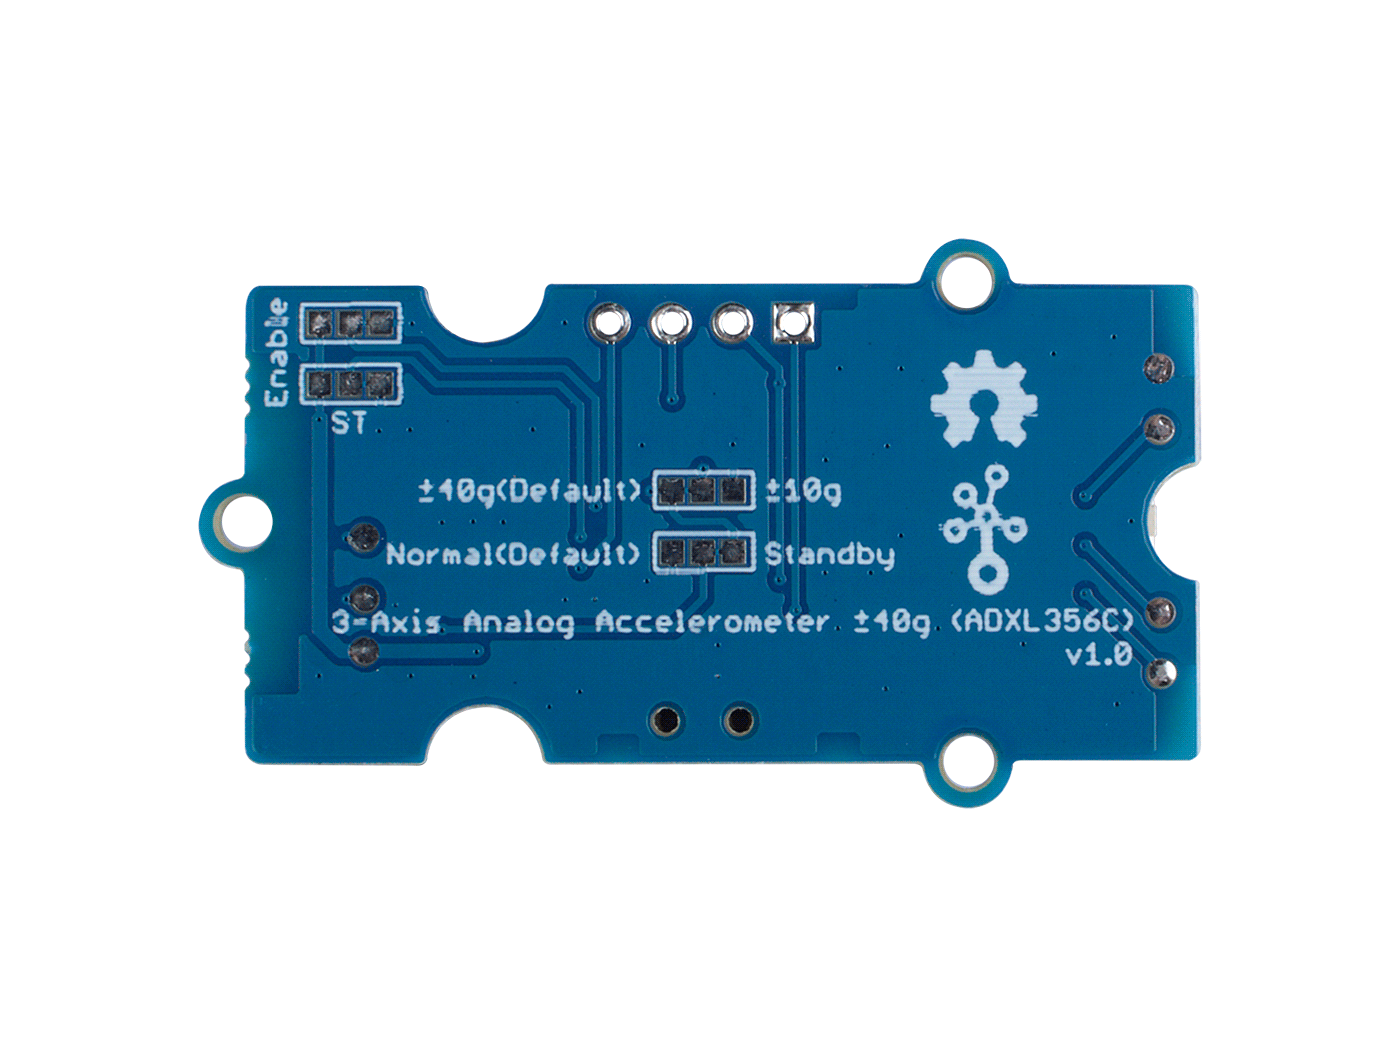 Enable
ST
±40g(Default) ±10g
Normal(Default) Standby
3-Axis Analog Accelerometer ±40g (ADXL356C)
v1.0